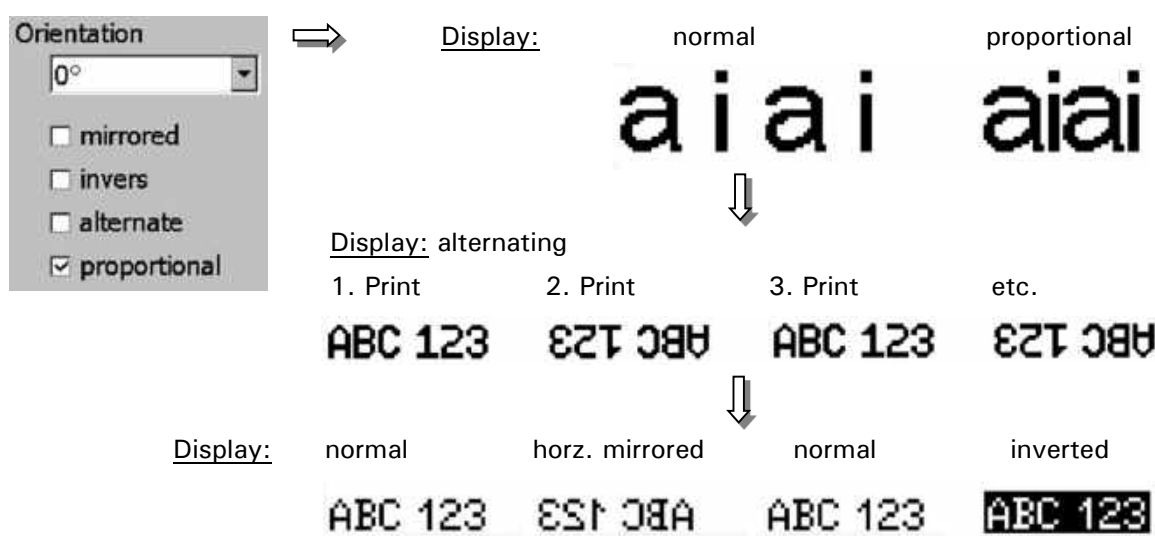 Orientation
0°
mirrored
invers
alternate
proportional
Display: normal proportional
a i a i aiai
Display: alternating
1. Print 2. Print 3. Print etc.
ABC 123 ABC 123 ABC 123 ABC 123
Display: normal horz. mirrored normal inverted
ABC 123 ABC 123 ABC 123 ABC 123